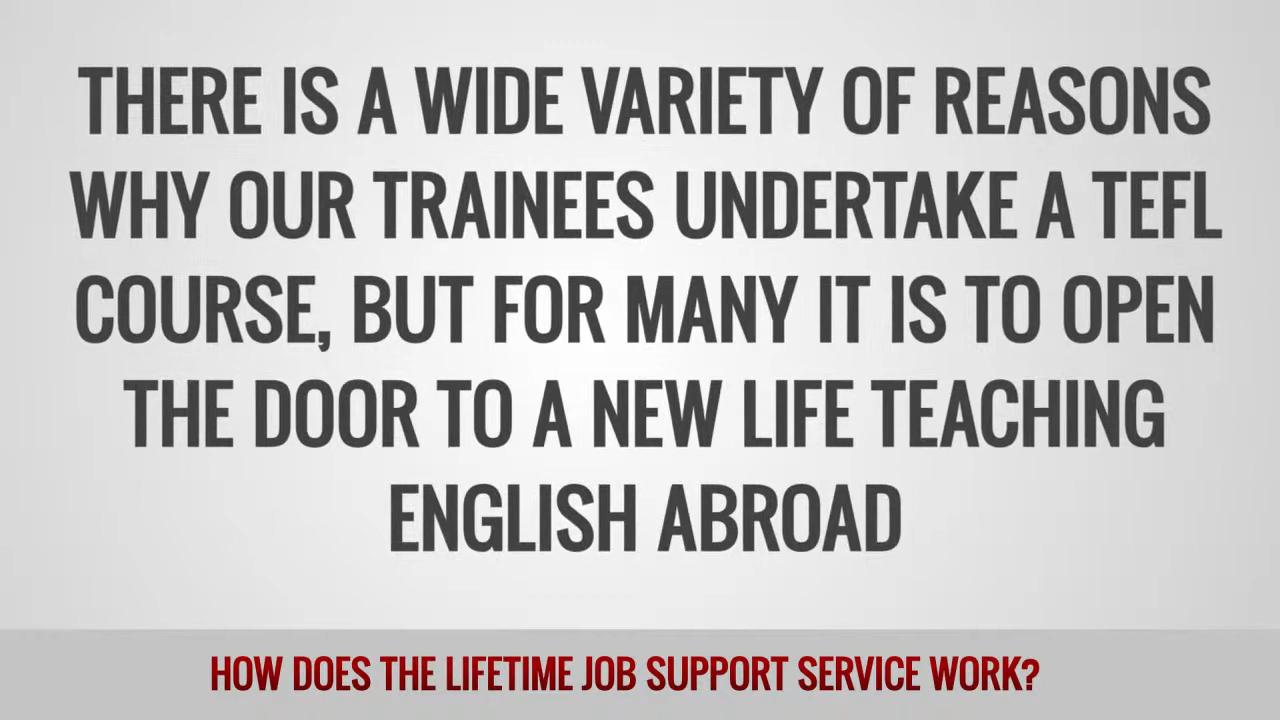 THERE IS A WIDE VARIETY OF REASONS
WHY OUR TRAINEES UNDERTAKE A TEFL
COURSE, BUT FOR MANY IT IS TO OPEN
THE DOOR TO A NEW LIFE TEACHING
ENGLISH ABROAD
HOW DOES THE LIFETIME JOB SUPPORT SERVICE WORK?